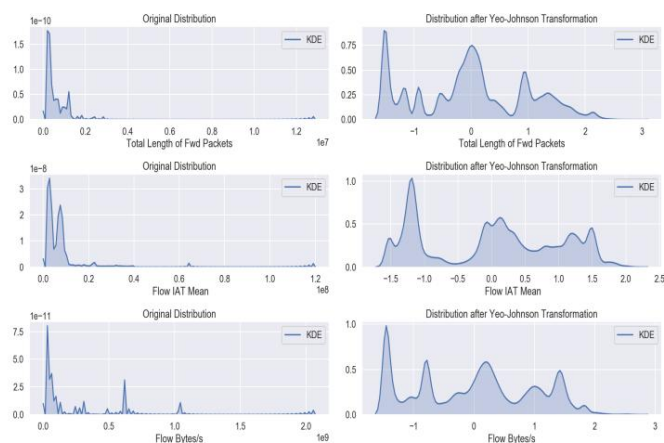 Original Distribution
1e−10
KDE
1.5
1.0
0.5
0.0
0.0 0.2 0.4 0.6 0.8 1.0 1.2
1e7
Total Length of Fwd Packets
Distribution after Yeo-Johnson Transformation
KDE
0.75
0.50
0.25
0.00
−1 0 1 2 3
Total Length of Fwd Packets
Original Distribution
1e−8
KDE
3
2
1
0
0.0 0.2 0.4 0.6 0.8 1.0 1.2
1e8
Flow IAT Mean
Distribution after Yeo-Johnson Transformation
KDE
1.0
0.5
0.0
−1.5 −1.0 −0.5 0.0 0.5 1.0 1.5 2.0 2.5
Flow IAT Mean
Original Distribution
1e−11
KDE
7.5
5.0
2.5
0.0
0.0 0.5 1.0 1.5 2.0
1e9
Flow Bytes/s
Distribution after Yeo-Johnson Transformation
KDE
1.0
0.5
0.0
−1 0 1 2 3
Flow Bytes/s